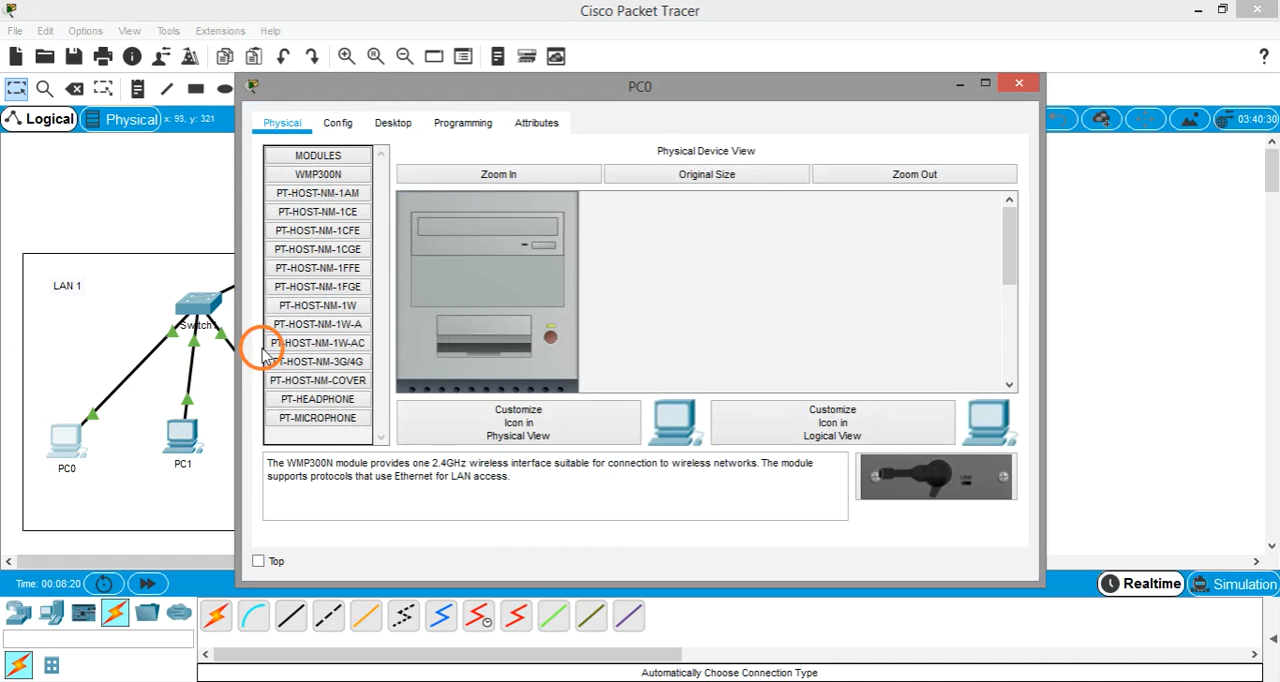 Cisco Packet Tracer
File Edit Options View Tools Extensions Help
?
PC0
Logical Physical x: 93, y: 321
03:40:30
Physical Config Desktop Programming Attributes
MODULES
WMP300N
PT-HOST-NM-1AM
PT-HOST-NM-1CE
PT-HOST-NM-1CFE
PT-HOST-NM-1CGE
PT-HOST-NM-1FFE
PT-HOST-NM-1FGE
PT-HOST-NM-1W
PT-HOST-NM-1W-A
PT-HOST-NM-1W-AC
PT-HOST-NM-3G/4G
PT-HOST-NM-COVER
PT-HEADPHONE
PT-MICROPHONE
Physical Device View
Zoom In Original Size Zoom Out
Customize
Icon in
Physical View
Customize
Icon in
Logical View
The WMP300N module provides one 2.4GHz wireless interface suitable for connection to wireless networks. The module
supports protocols that use Ethernet for LAN access.
Top
LAN 1
Switch
PC0
PC1
Time: 00:08:20
Realtime Simulation
Automatically Choose Connection Type